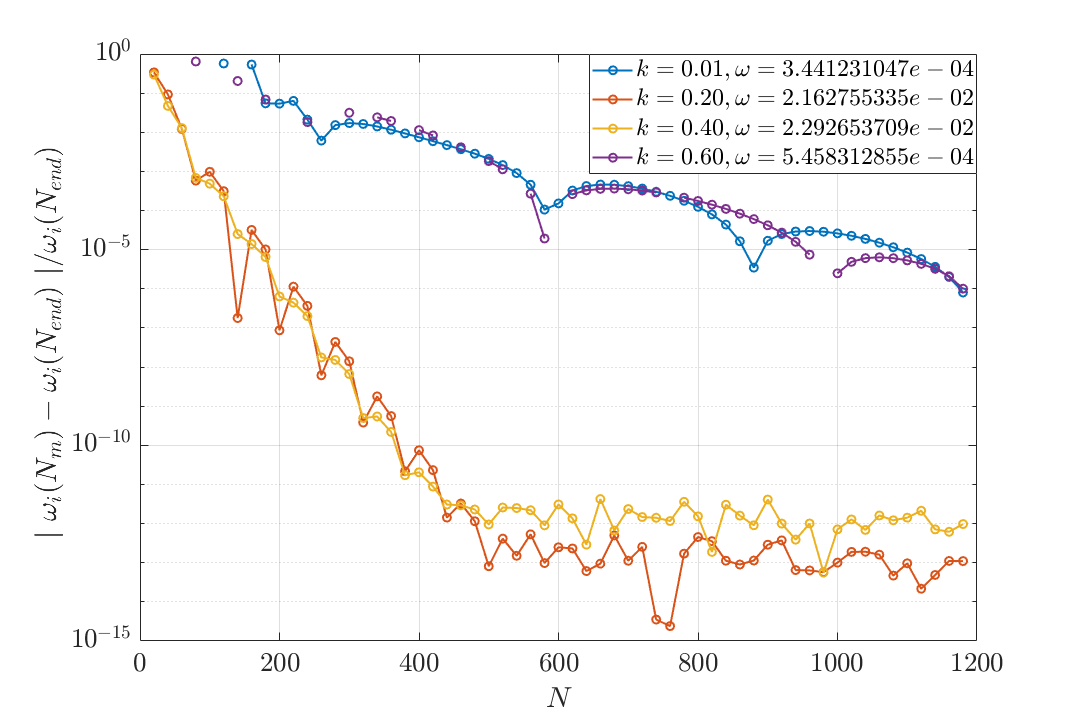 10^0
10^-5
10^-10
10^-15
| ω_i(N_m) − ω_i(N_end) |/ω_i(N_end)
k = 0.01, ω = 3.441231047e − 04
k = 0.20, ω = 2.162755335e − 02
k = 0.40, ω = 2.292653709e − 02
k = 0.60, ω = 5.458312855e − 04
0 200 400 600 800 1000 1200
N